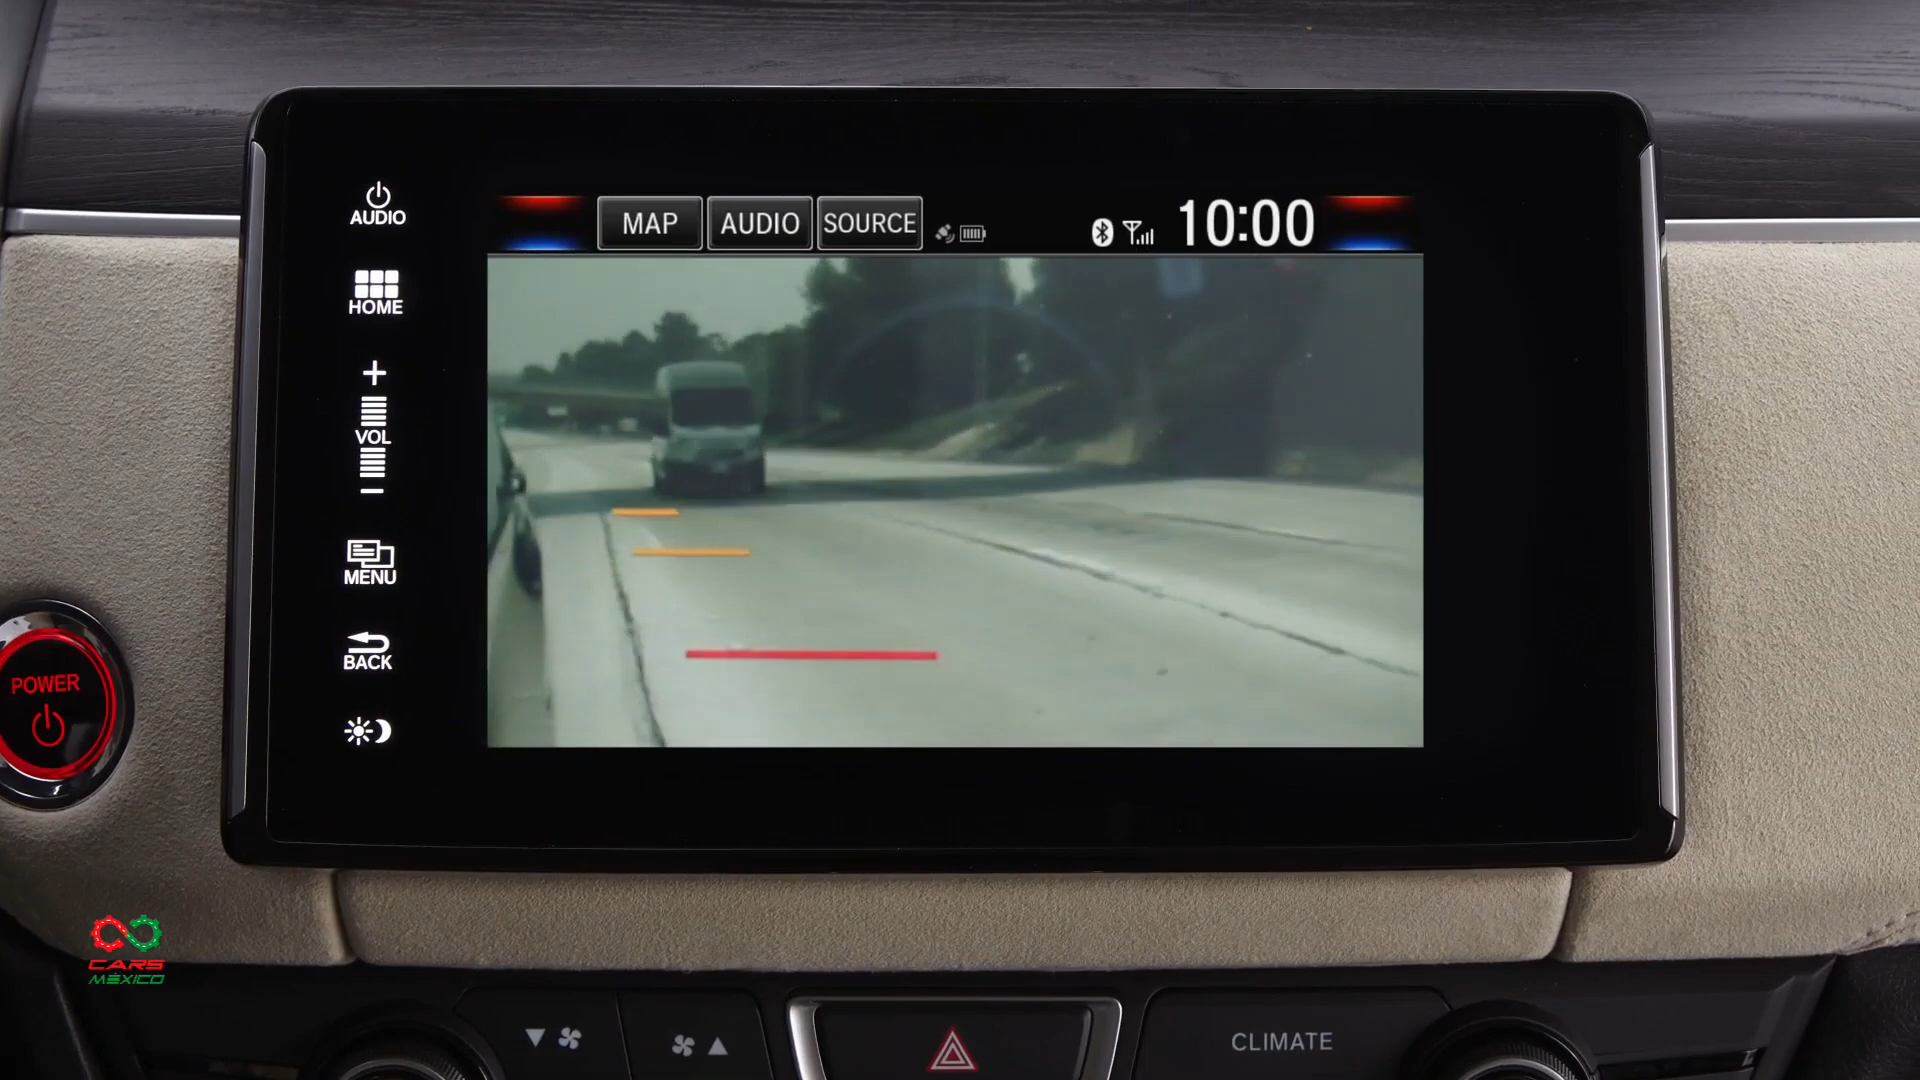 AUDIO
MAP
AUDIO
SOURCE
10:00
HOME
+
VOL
−
MENU
BACK
POWER
CARS
MÉXICO
CLIMATE